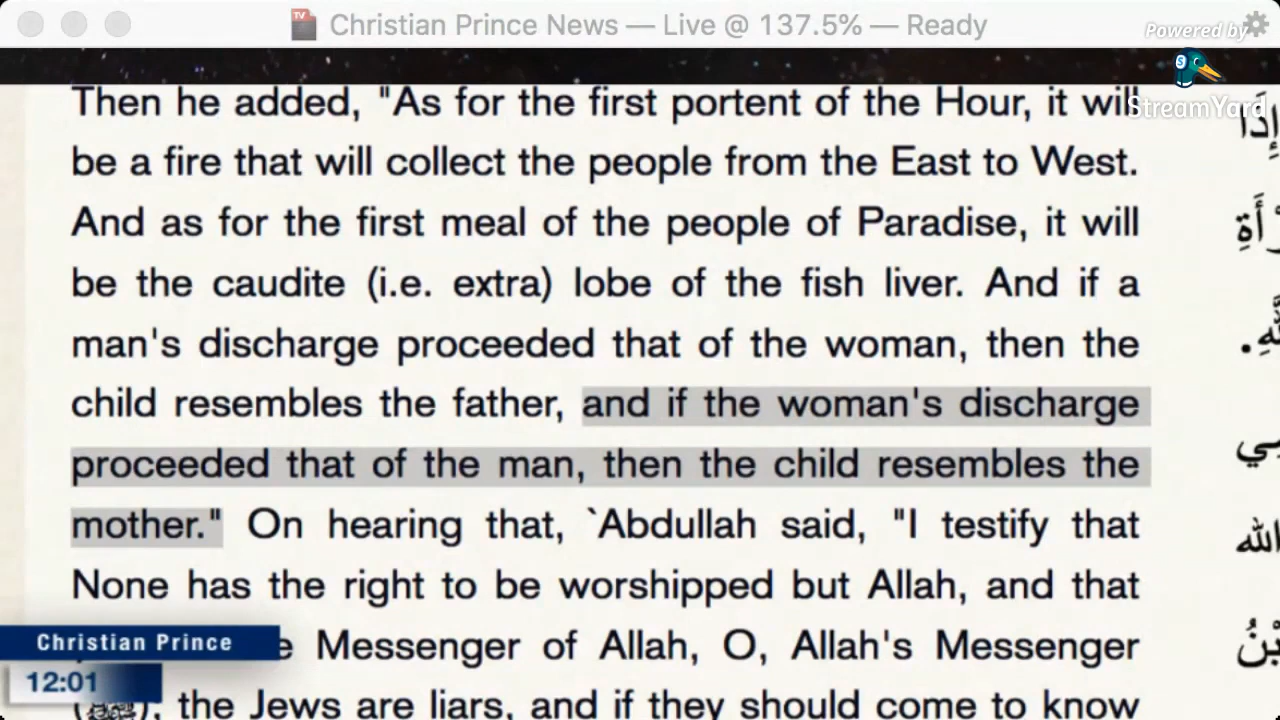 Christian Prince News — Live @ 137.5% — Ready
Powered by
StreamYard
Then he added, "As for the first portent of the Hour, it will
be a fire that will collect the people from the East to West.
And as for the first meal of the people of Paradise, it will
be the caudite (i.e. extra) lobe of the fish liver. And if a
man's discharge proceeded that of the woman, then the
child resembles the father, and if the woman's discharge
proceeded that of the man, then the child resembles the
mother." On hearing that, `Abdullah said, "I testify that
None has the right to be worshipped but Allah, and that
Messenger of Allah, O, Allah's Messenger
(ﷺ), the Jews are liars, and if they should come to know
Christian Prince
12:01
إِذَا
الله